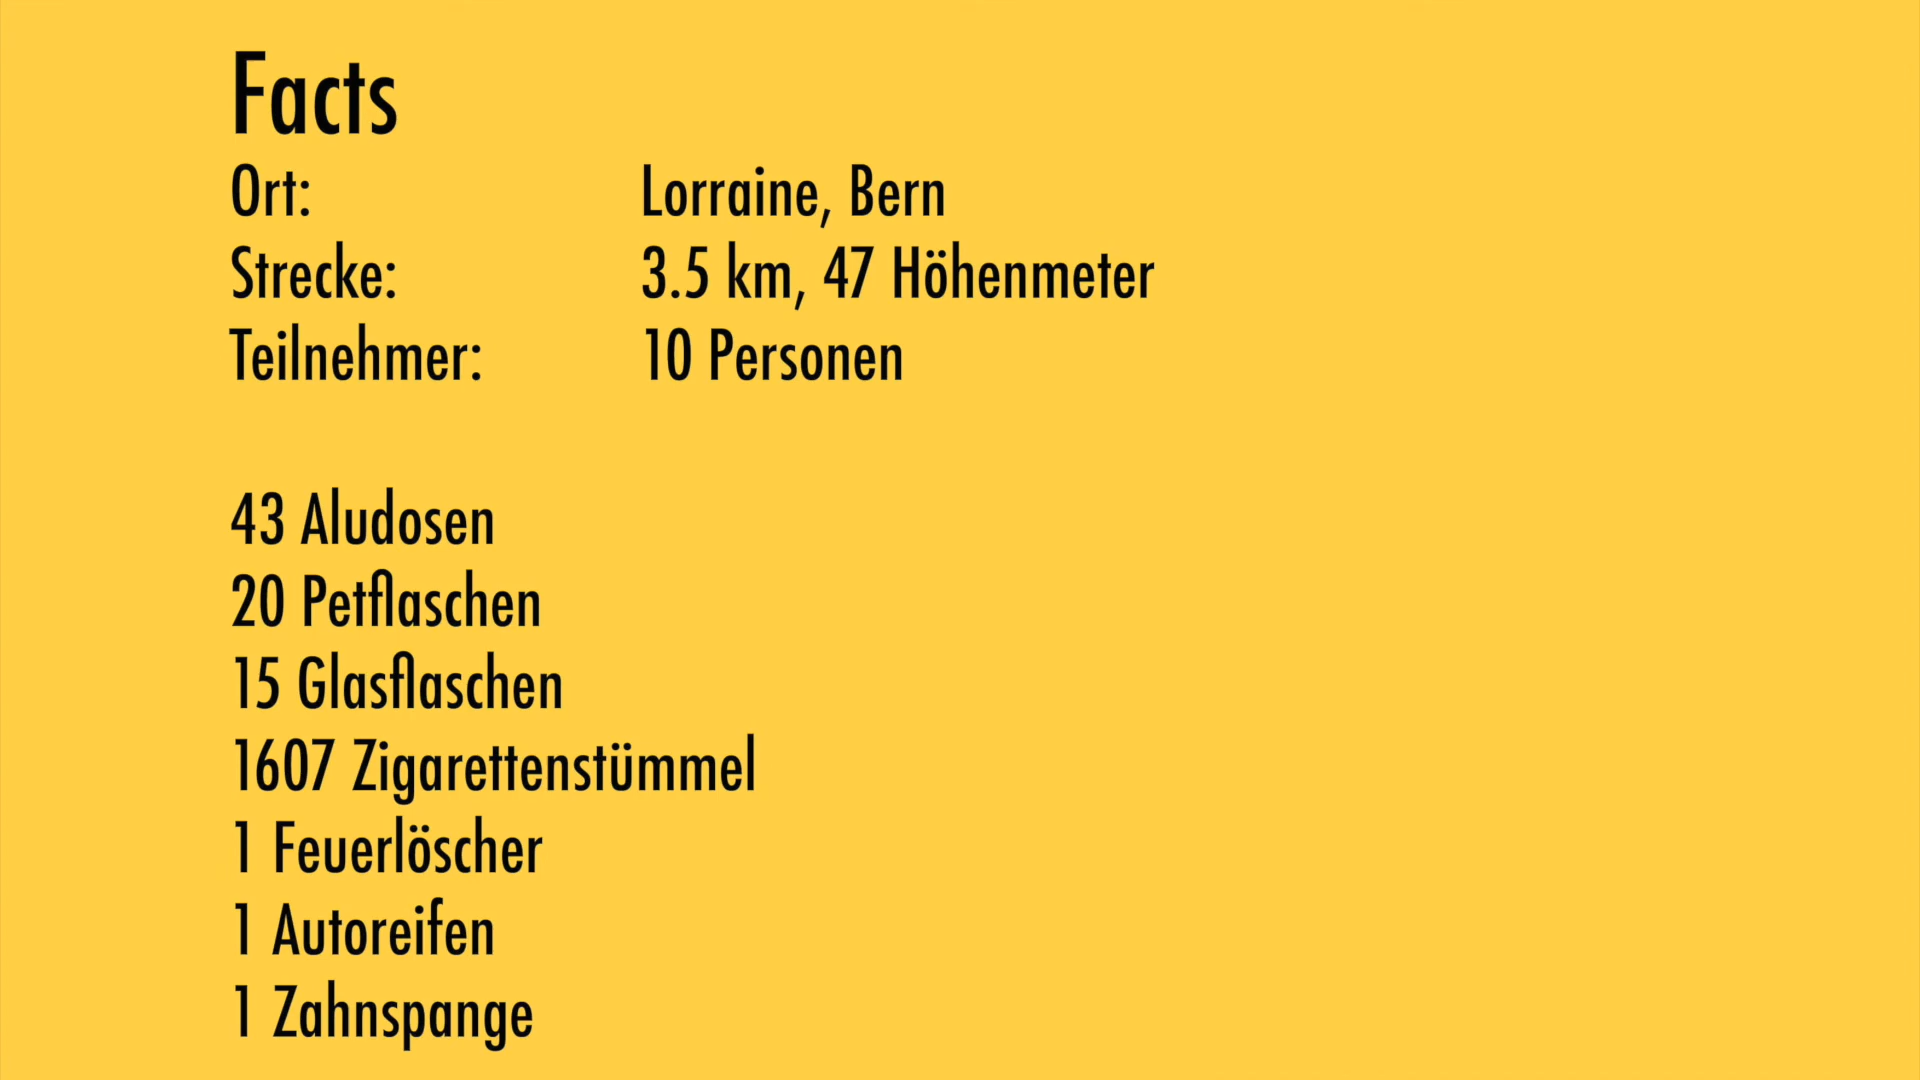 Facts
Ort: Lorraine, Bern
Strecke: 3.5 km, 47 Höhenmeter
Teilnehmer: 10 Personen
43 Aludosen
20 Petflaschen
15 Glasflaschen
1607 Zigarettenstümmel
1 Feuerlöscher
1 Autoreifen
1 Zahnspange